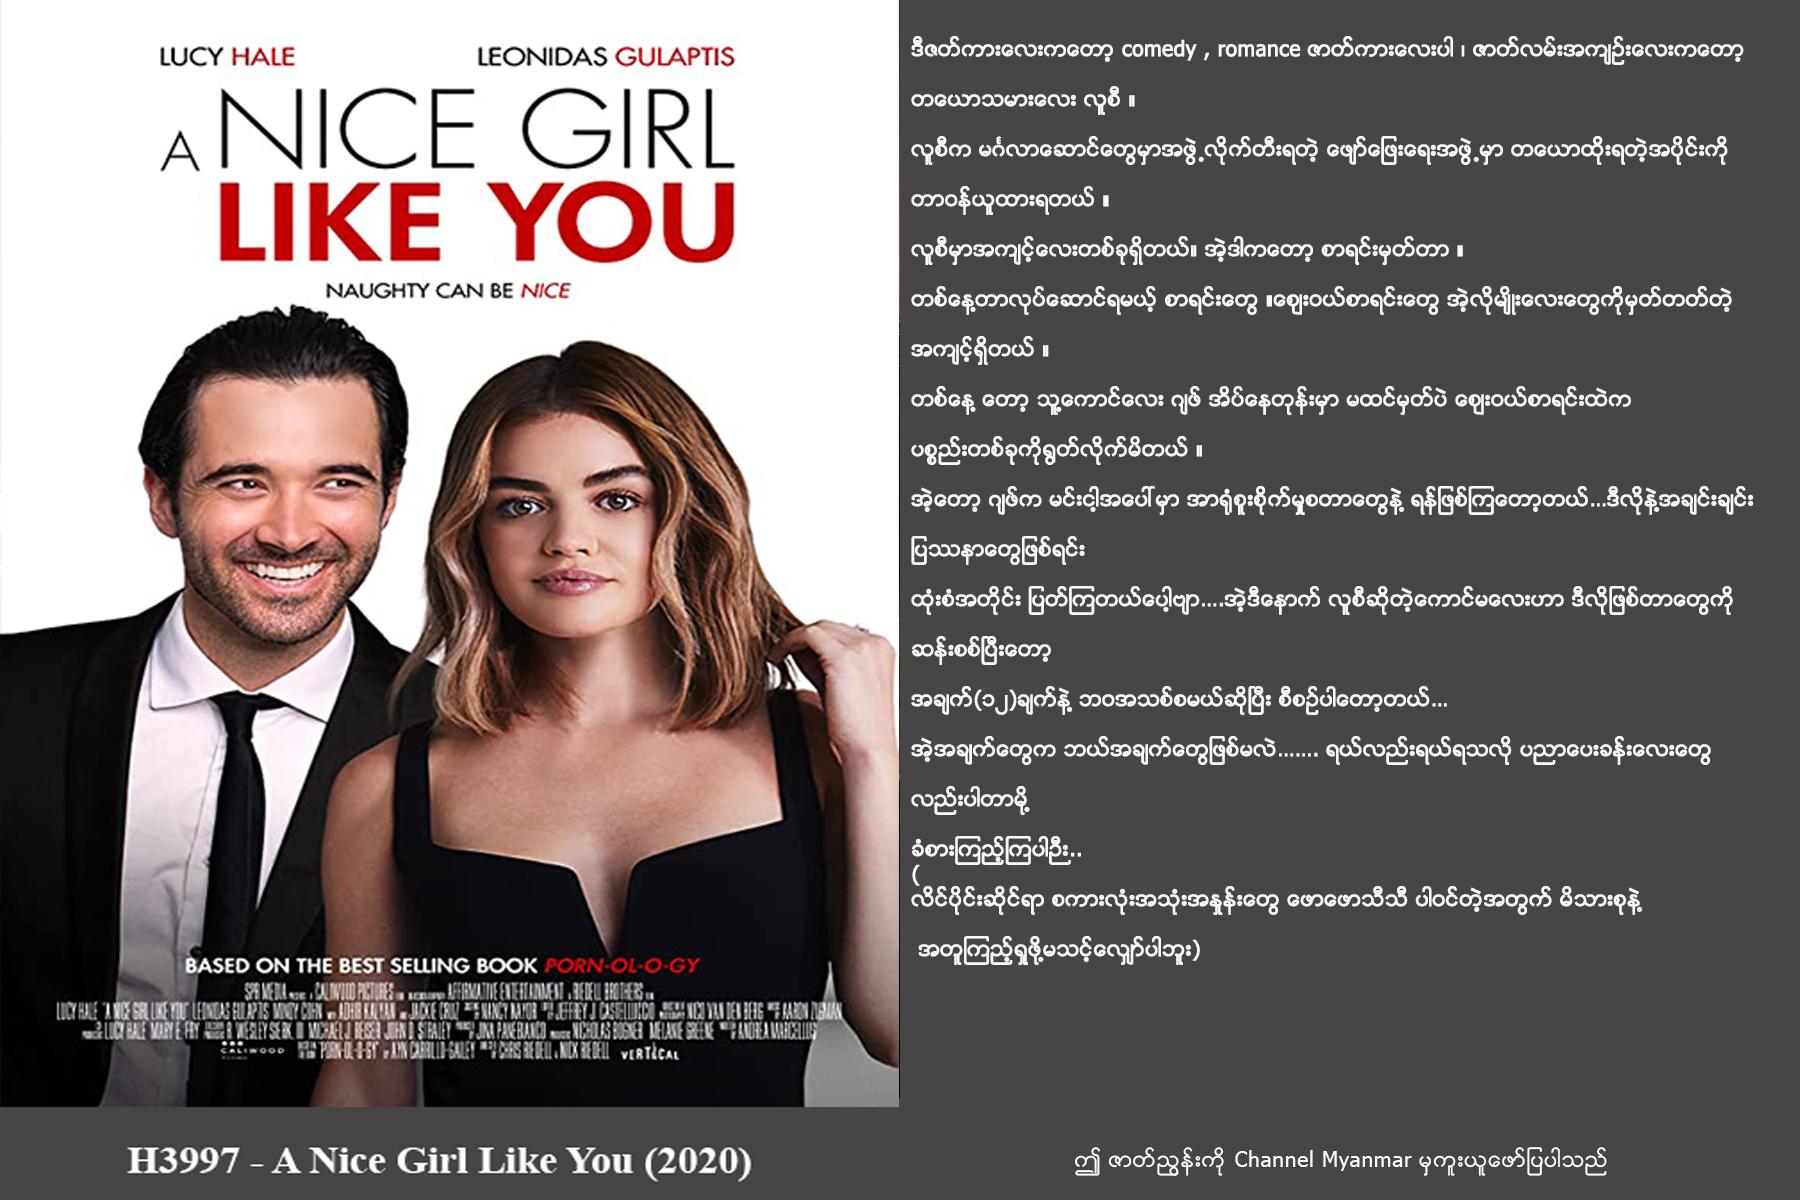 LUCY HALE
LEONIDAS GULAPTIS
A NICE GIRL
LIKE YOU
NAUGHTY CAN BE NICE
BASED ON THE BEST SELLING BOOK PORN-OL-O-GY
VERTICAL
H3997 - A Nice Girl Like You (2020)
ဒီဇတ်ကားလေးကတော့ comedy , romance ဇာတ်ကားလေးပါ ၊ ဇာတ်လမ်းအကျဉ်းလေးကတော့
တယောသမားလေး လူစီ ။
လူစီက မင်္ဂလာဆောင်တွေမှာအဖွဲ့လိုက်တီးရတဲ့ ဖျော်ဖြေးရေးအဖွဲ့မှာ တယောထိုးရတဲ့အပိုင်းကို
တာဝန်ယူထားရတယ် ။
လူစီမှာအကျင့်လေးတစ်ခုရှိတယ်။ အဲ့ဒါကတော့ စာရင်းမှတ်တာ ။
တစ်နေ့တာလုပ်ဆောင်ရမယ့် စာရင်းတွေ ။ဈေးဝယ်စာရင်းတွေ အဲ့လိုမျိုးလေးတွေကိုမှတ်တတ်တဲ့
အကျင့်ရှိတယ် ။
တစ်နေ့ တော့ သူ့ကောင်လေး ဂျဖ် အိပ်နေတုန်းမှာ မထင်မှတ်ပဲ ဈေးဝယ်စာရင်းထဲက
ပစ္စည်းတစ်ခုကိုရွတ်လိုက်မိတယ် ။
အဲ့တော့ ဂျဖ်က မင်းငါ့အပေါ်မှာ အာရုံစူးစိုက်မှုစတာတွေနဲ့ ရန်ဖြစ်ကြတော့တယ်...ဒီလိုနဲ့အချင်းချင်း
ပြဿနာတွေဖြစ်ရင်း
ထုံးစံအတိုင်း ပြတ်ကြတယ်ပေါ့ဗျာ....အဲ့ဒီနောက် လူစီဆိုတဲ့ကောင်မလေးဟာ ဒီလိုဖြစ်တာတွေကို
ဆန်းစစ်ပြီးတော့
အချက်(၁၂)ချက်နဲ့ ဘဝအသစ်စမယ်ဆိုပြီး စီစဉ်ပါတော့တယ်...
အဲ့အချက်တွေက ဘယ်အချက်တွေဖြစ်မလဲ....... ရယ်လည်းရယ်ရသလို ပညာပေးခန်းလေးတွေ
လည်းပါတာမို့
ခံစားကြည့်ကြပါဦး..
(
လိင်ပိုင်းဆိုင်ရာ စကားလုံးအသုံးအနှုန်းတွေ ဖောဖောသီသီ ပါဝင်တဲ့အတွက် မိသားစုနဲ့
အတူကြည့်ရှုဖို့မသင့်လျှော်ပါဘူး)
ဤ ဇာတ်ညွှန်းကို Channel Myanmar မှကူးယူဖော်ပြပါသည်